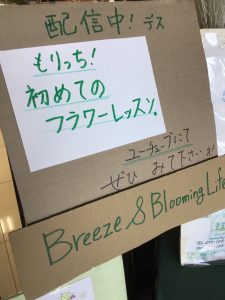 配信中！デス
もりっち！
初めての
フラワーレッスン。
ユーチューブにて
ぜひ みて下さいネ！
Breeze & Blooming Life